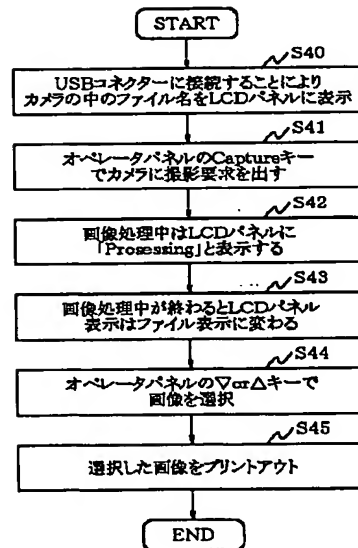 START
S40
USBコネクターに接続することにより
カメラの中のファイル名をLCDパネルに表示
S41
オペレータパネルのCaptureキー
でカメラに撮影要求を出す
S42
画像処理中はLCDパネルに
「Prosessing」と表示する
S43
画像処理中が終わるとLCDパネル
表示はファイル表示に変わる
S44
オペレータパネルの▽or△キーで
画像を選択
S45
選択した画像をプリントアウト
END